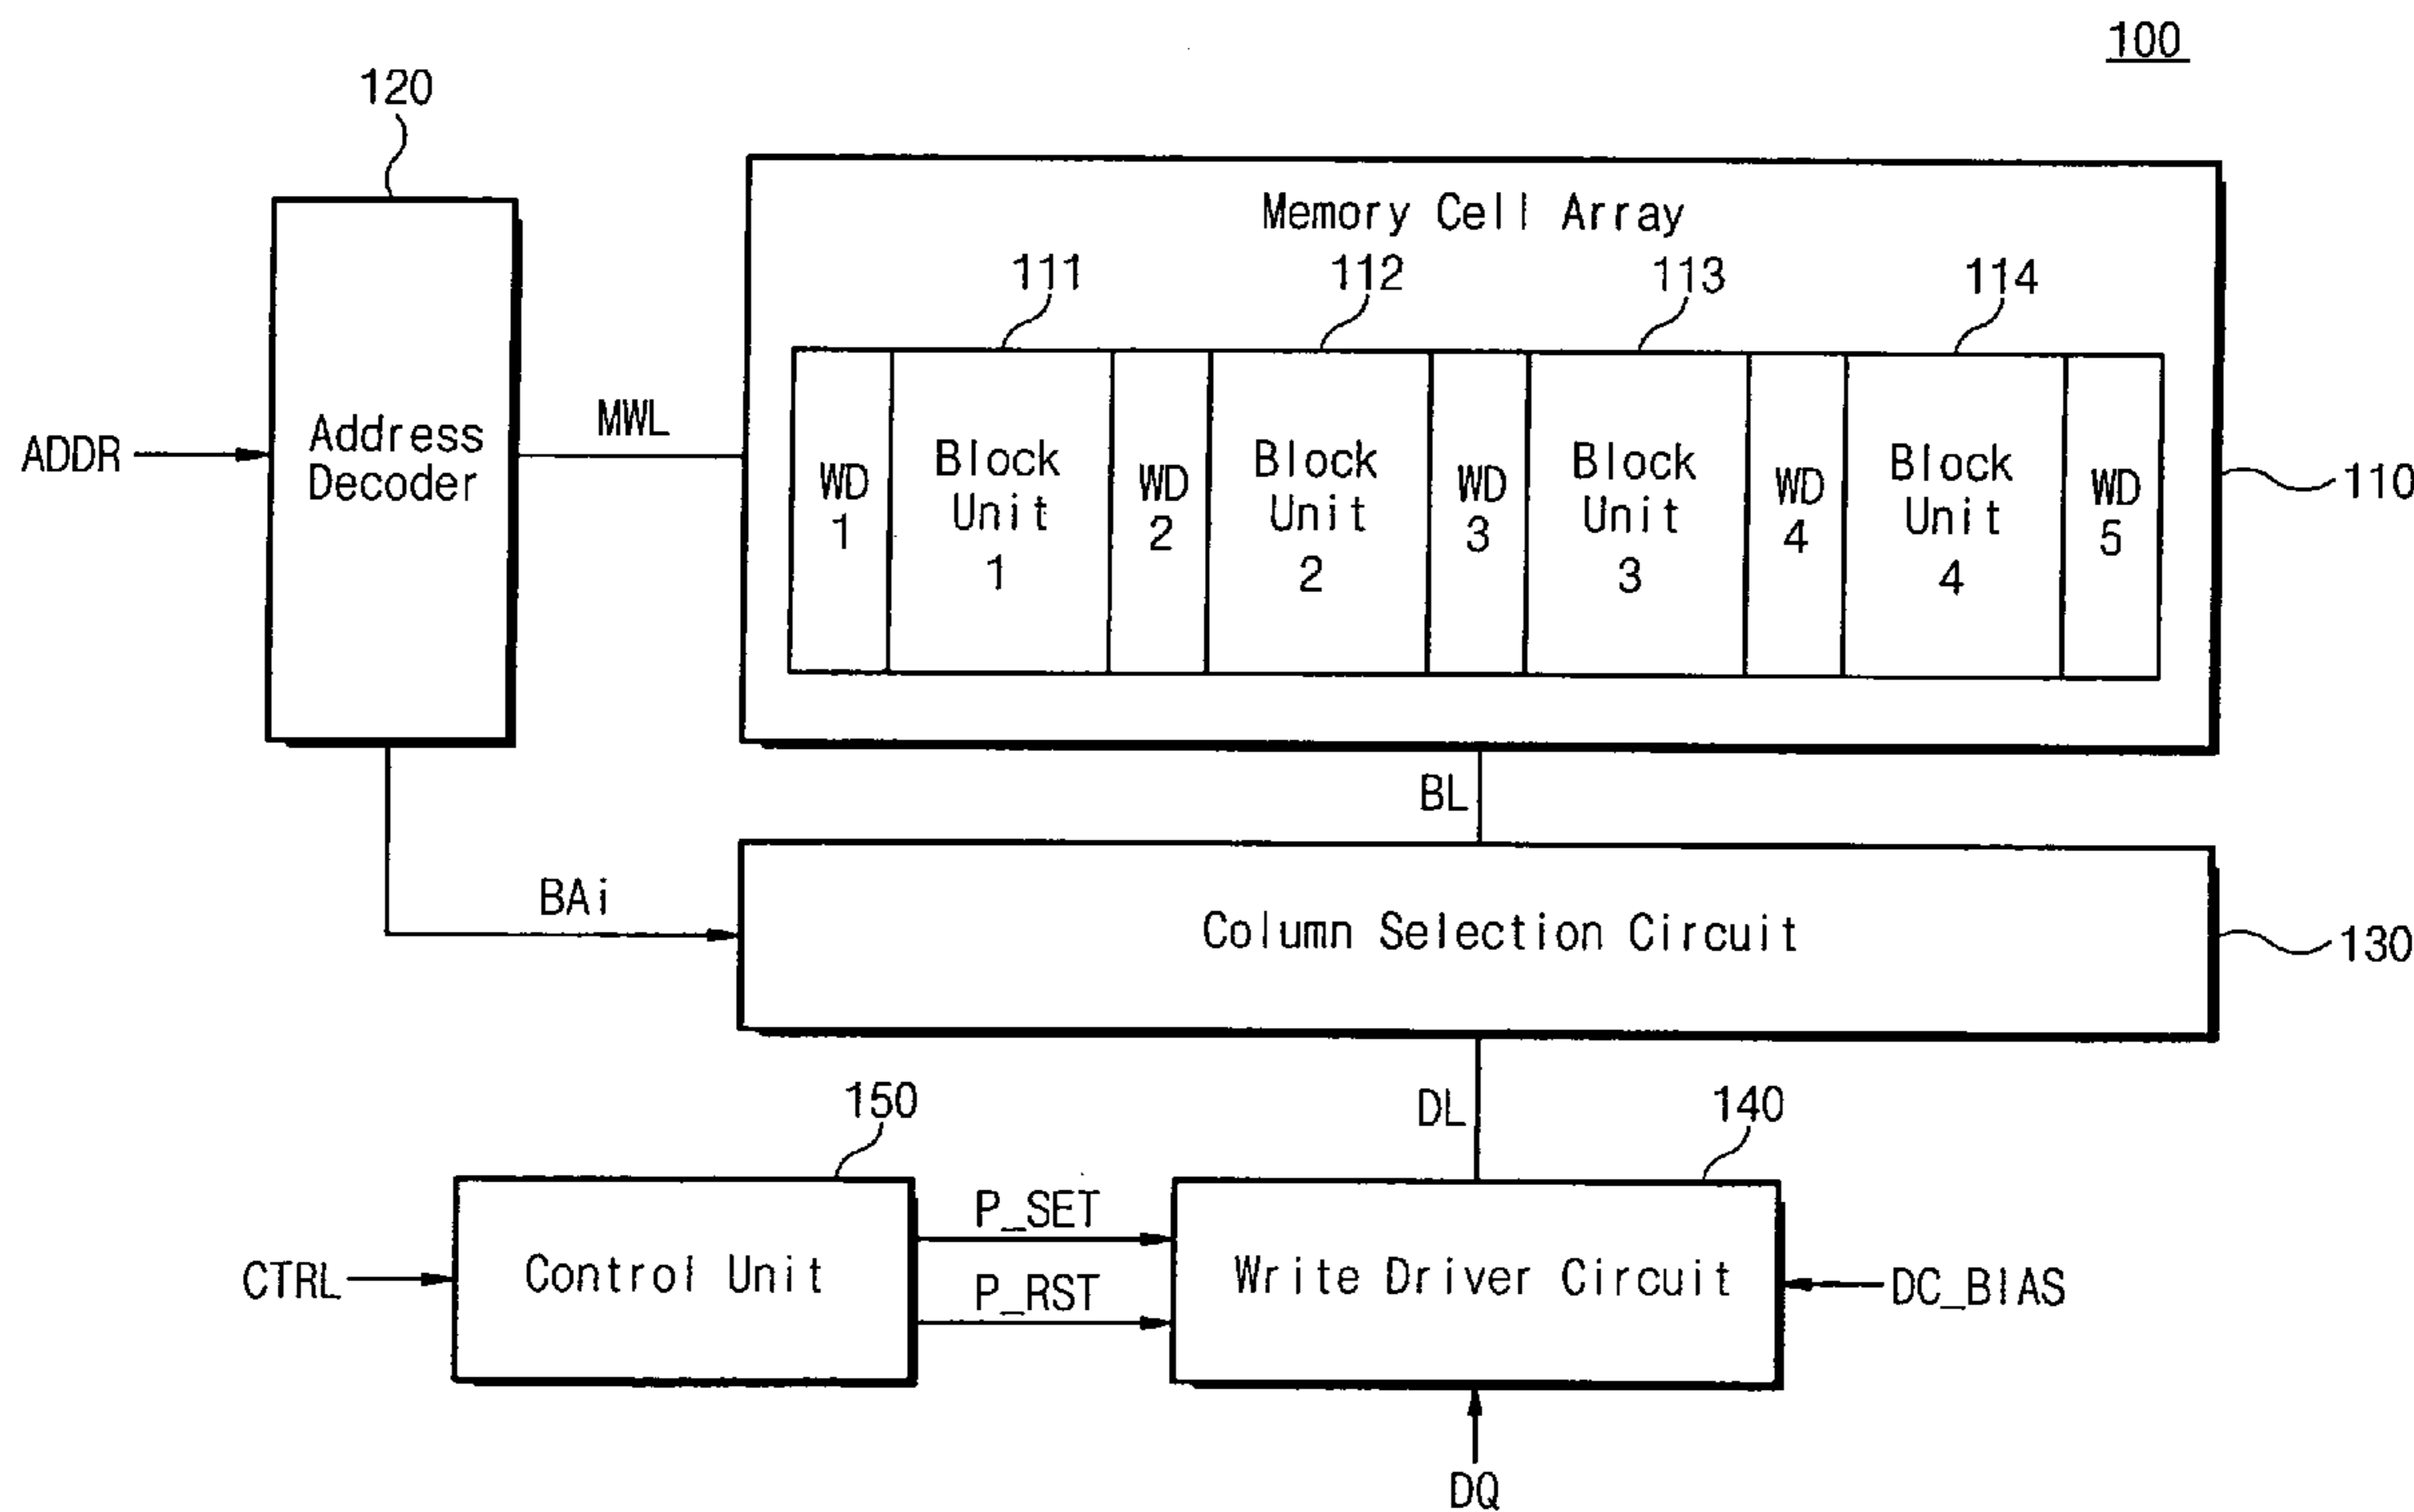 100
120
Memory Cell Array
111
112
113
114
ADDR
Address
Decoder
MWL
WD
1
Block
Unit
1
WD
2
Block
Unit
2
WD
3
Block
Unit
3
WD
4
Block
Unit
4
WD
5
110
BL
BAi
Column Selection Circuit
130
DL
150
140
CTRL
Control Unit
P_SET
P_RST
Write Driver Circuit
DC_BIAS
DQ